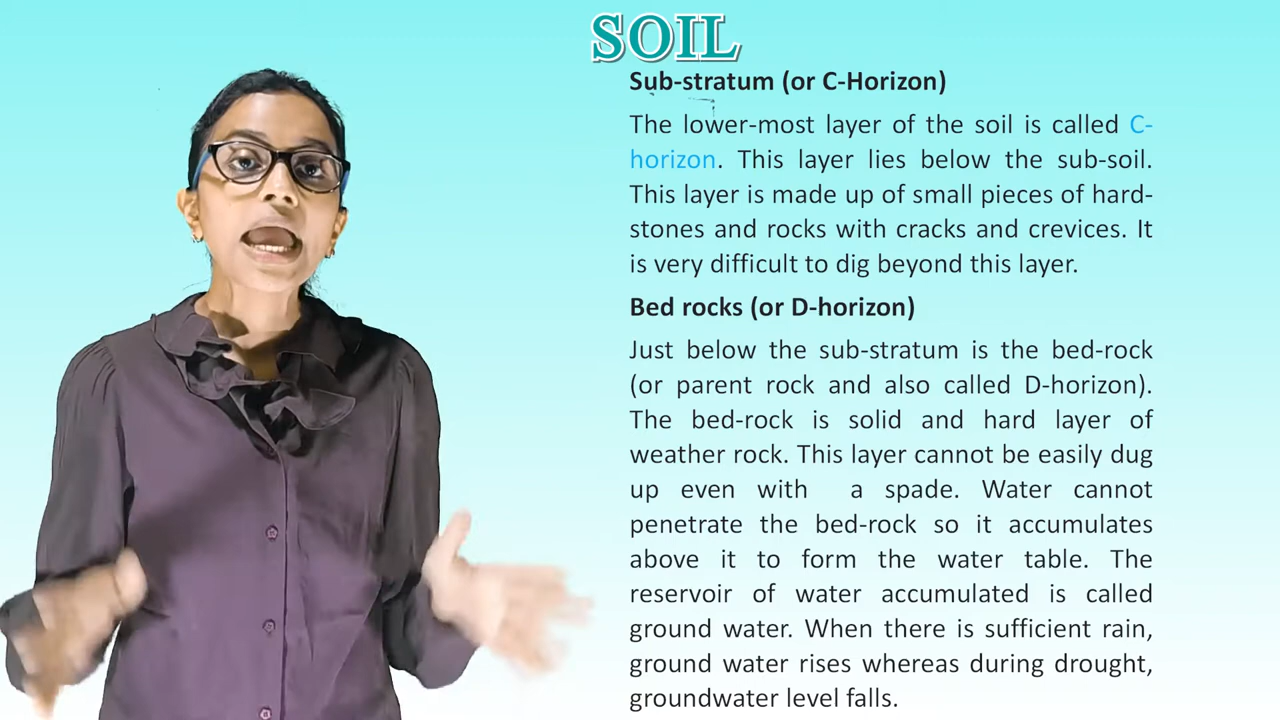 SOIL
Sub-stratum (or C-Horizon)
The lower-most layer of the soil is called C-
horizon. This layer lies below the sub-soil.
This layer is made up of small pieces of hard-
stones and rocks with cracks and crevices. It
is very difficult to dig beyond this layer.
Bed rocks (or D-horizon)
Just below the sub-stratum is the bed-rock
(or parent rock and also called D-horizon).
The bed-rock is solid and hard layer of
weather rock. This layer cannot be easily dug
up even with a spade. Water cannot
penetrate the bed-rock so it accumulates
above it to form the water table. The
reservoir of water accumulated is called
ground water. When there is sufficient rain,
ground water rises whereas during drought,
groundwater level falls.